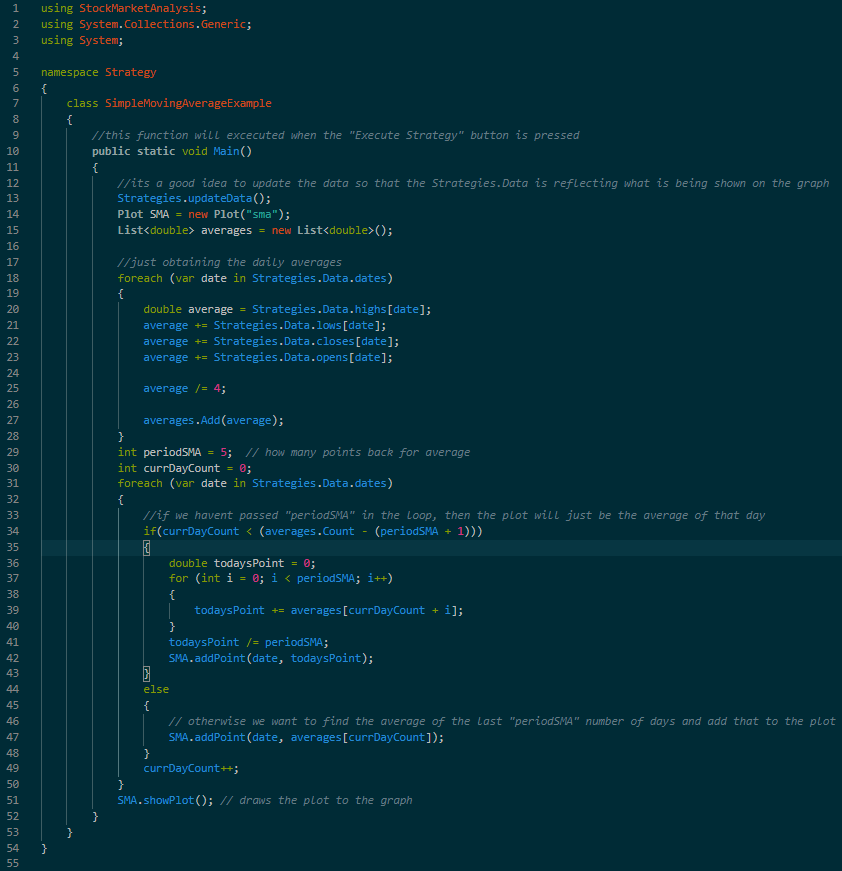 1 using StockMarketAnalysis;
2 using System.Collections.Generic;
3 using System;
4
5 namespace Strategy
6 {
7     class SimpleMovingAverageExample
8     {
9         //this function will excecuted when the "Execute Strategy" button is pressed
10         public static void Main()
11         {
12             //its a good idea to update the data so that the Strategies.Data is reflecting what is being shown on the graph
13             Strategies.updateData();
14             Plot SMA = new Plot("sma");
15             List<double> averages = new List<double>();
16
17             //just obtaining the daily averages
18             foreach (var date in Strategies.Data.dates)
19             {
20                 double average = Strategies.Data.highs[date];
21                 average += Strategies.Data.lows[date];
22                 average += Strategies.Data.closes[date];
23                 average += Strategies.Data.opens[date];
24
25                 average /= 4;
26
27                 averages.Add(average);
28             }
29             int periodSMA = 5;  // how many points back for average
30             int currDayCount = 0;
31             foreach (var date in Strategies.Data.dates)
32             {
33                 //if we havent passed "periodSMA" in the loop, then the plot will just be the average of that day
34                 if(currDayCount < (averages.Count - (periodSMA + 1)))
35                 {
36                     double todaysPoint = 0;
37                     for (int i = 0; i < periodSMA; i++)
38                     {
39                         todaysPoint += averages[currDayCount + i];
40                     }
41                     todaysPoint /= periodSMA;
42                     SMA.addPoint(date, todaysPoint);
43                 }
44                 else
45                 {
46                     // otherwise we want to find the average of the last "periodSMA" number of days and add that to the plot
47                     SMA.addPoint(date, averages[currDayCount]);
48                 }
49                 currDayCount++;
50             }
51             SMA.showPlot(); // draws the plot to the graph
52         }
53     }
54 }
55